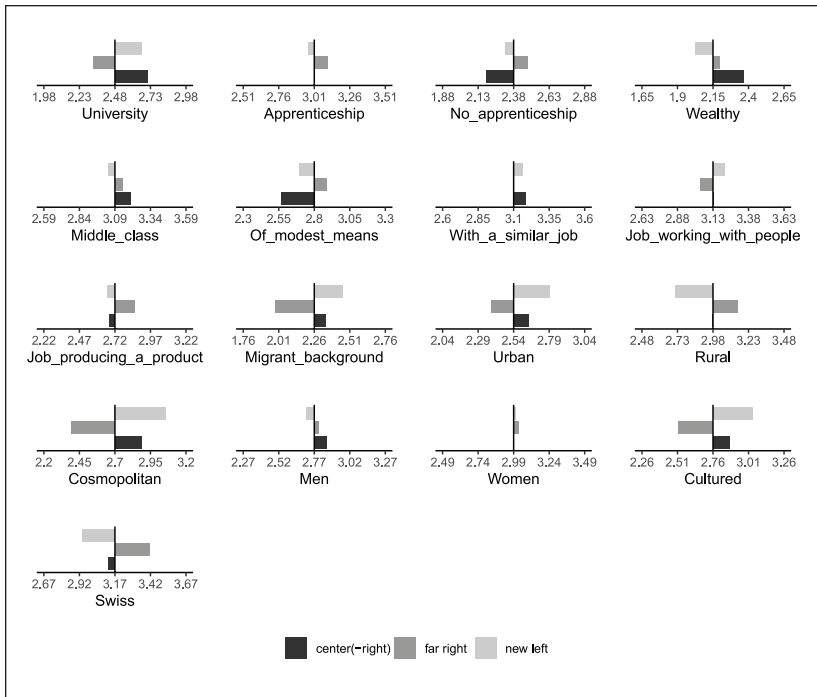 1.98 2.23 2.48 2.73 2.98
University
2.51 2.76 3.01 3.26 3.51
Apprenticeship
1.88 2.13 2.38 2.63 2.88
No_apprenticeship
1.65 1.9 2.15 2.4 2.65
Wealthy
2.59 2.84 3.09 3.34 3.59
Middle_class
2.3 2.55 2.8 3.05 3.3
Of_modest_means
2.6 2.85 3.1 3.35 3.6
With_a_similar_job
2.63 2.88 3.13 3.38 3.63
Job_working_with_people
2.22 2.47 2.72 2.97 3.22
Job_producing_a_product
1.76 2.01 2.26 2.51 2.76
Migrant_background
2.04 2.29 2.54 2.79 3.04
Urban
2.48 2.73 2.98 3.23 3.48
Rural
2.2 2.45 2.7 2.95 3.2
Cosmopolitan
2.27 2.52 2.77 3.02 3.27
Men
2.49 2.74 2.99 3.24 3.49
Women
2.26 2.51 2.76 3.01 3.26
Cultured
2.67 2.92 3.17 3.42 3.67
Swiss
center(−right) far right new left